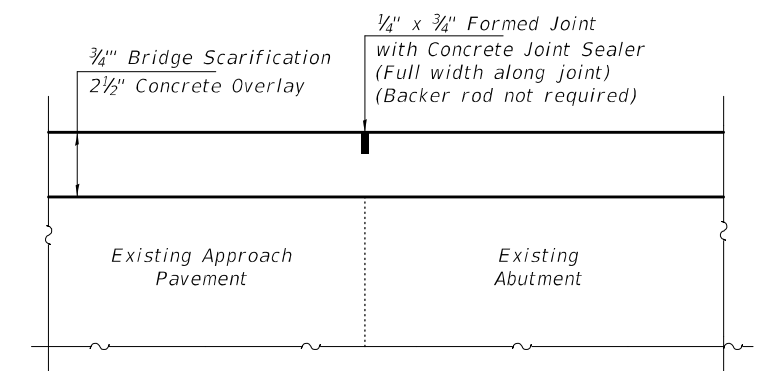 ¾"' Bridge Scarification
2½" Concrete Overlay
¼" x ¾" Formed Joint
with Concrete Joint Sealer
(Full width along joint)
(Backer rod not required)
Existing Approach
Pavement
Existing
Abutment